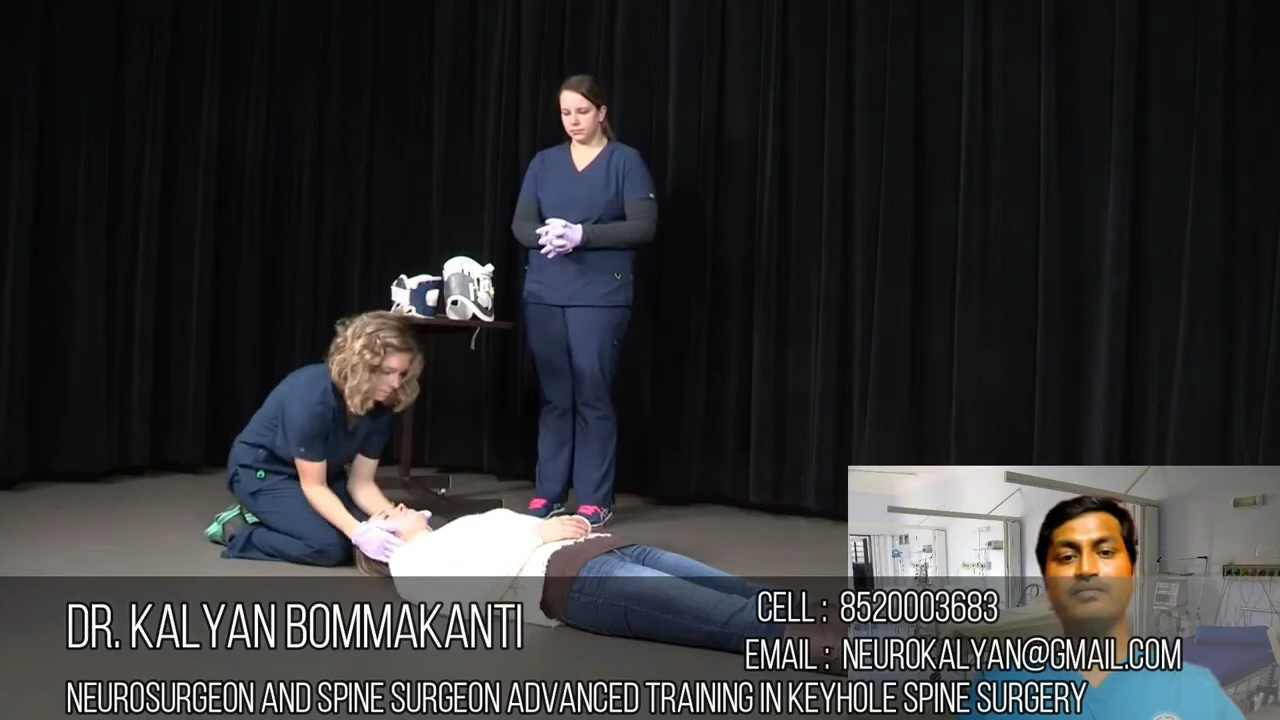 DR. KALYAN BOMMAKANTI
CELL : 8520003683
EMAIL : NEUROKALYAN@GMAIL.COM
NEUROSURGEON AND SPINE SURGEON ADVANCED TRAINING IN KEYHOLE SPINE SURGERY